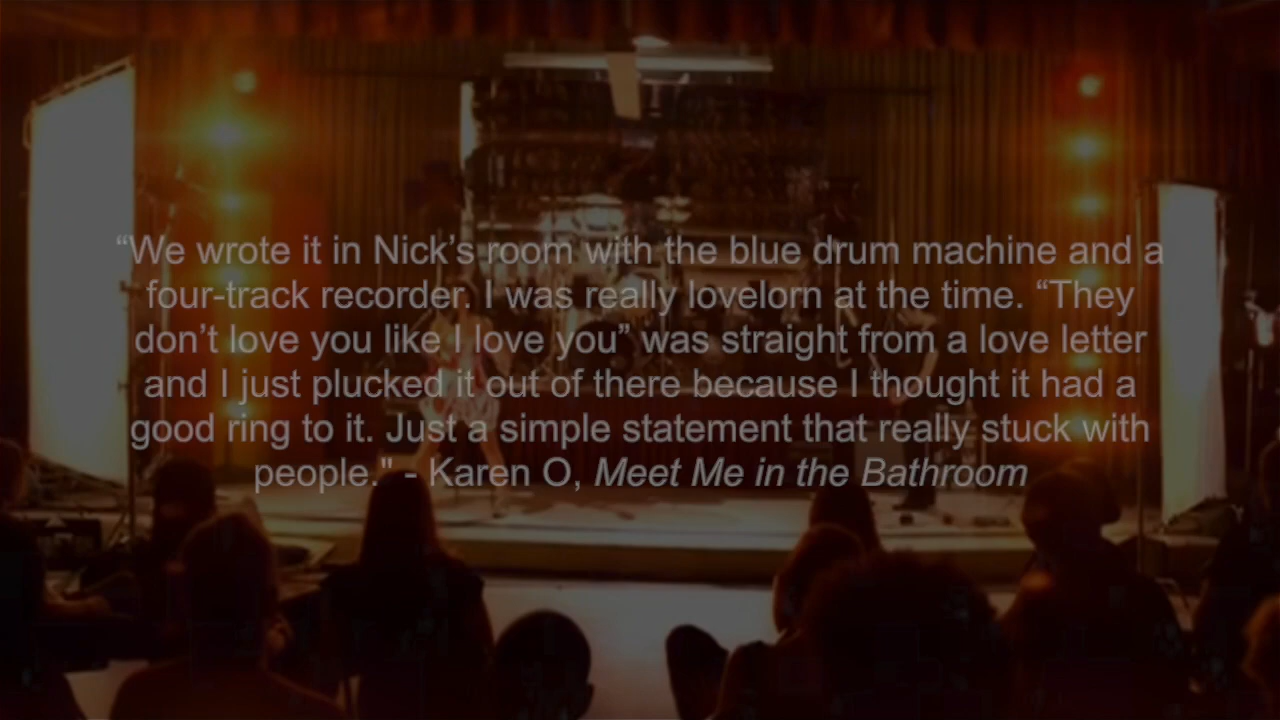 “We wrote it in Nick’s room with the blue drum machine and a
four-track recorder. I was really lovelorn at the time. “They
don’t love you like I love you” was straight from a love letter
and I just plucked it out of there because I thought it had a
good ring to it. Just a simple statement that really stuck with
people." - Karen O, Meet Me in the Bathroom